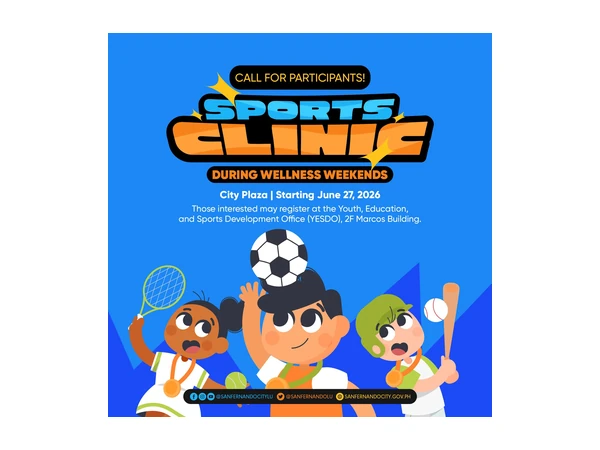 CALL FOR PARTICIPANTS!
SPORTS
CLINIC
DURING WELLNESS WEEKENDS
City Plaza | Starting June 27, 2026
Those interested may register at the Youth, Education,
and Sports Development Office (YESDO), 2F Marcos Building.
@SANFERNANDOCITYLU @SANFERNANDOLU @SANFERNANDOCITY.GOV.PH